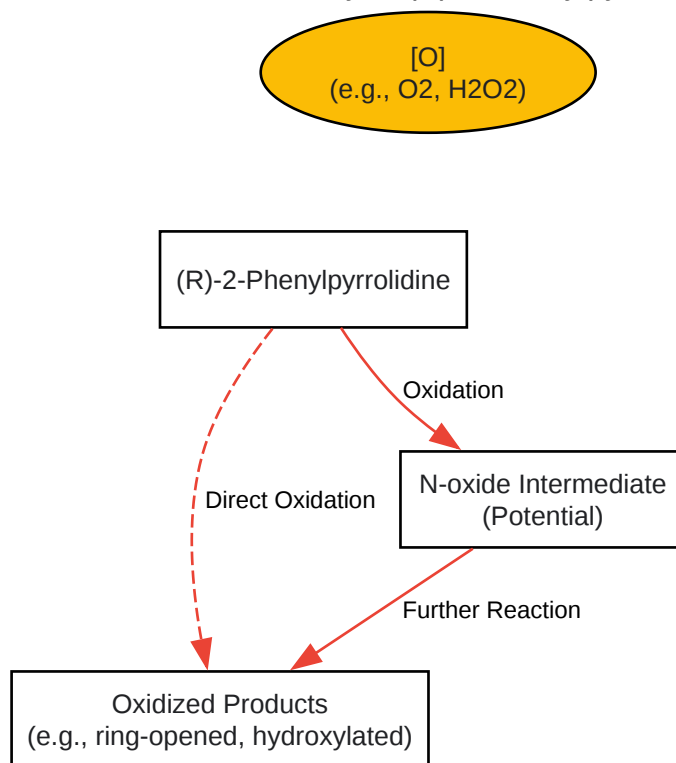 [O]
(e.g., O2, H2O2)
(R)-2-Phenylpyrrolidine
Oxidation
N-oxide Intermediate
(Potential)
Direct Oxidation
Further Reaction
Oxidized Products
(e.g., ring-opened, hydroxylated)